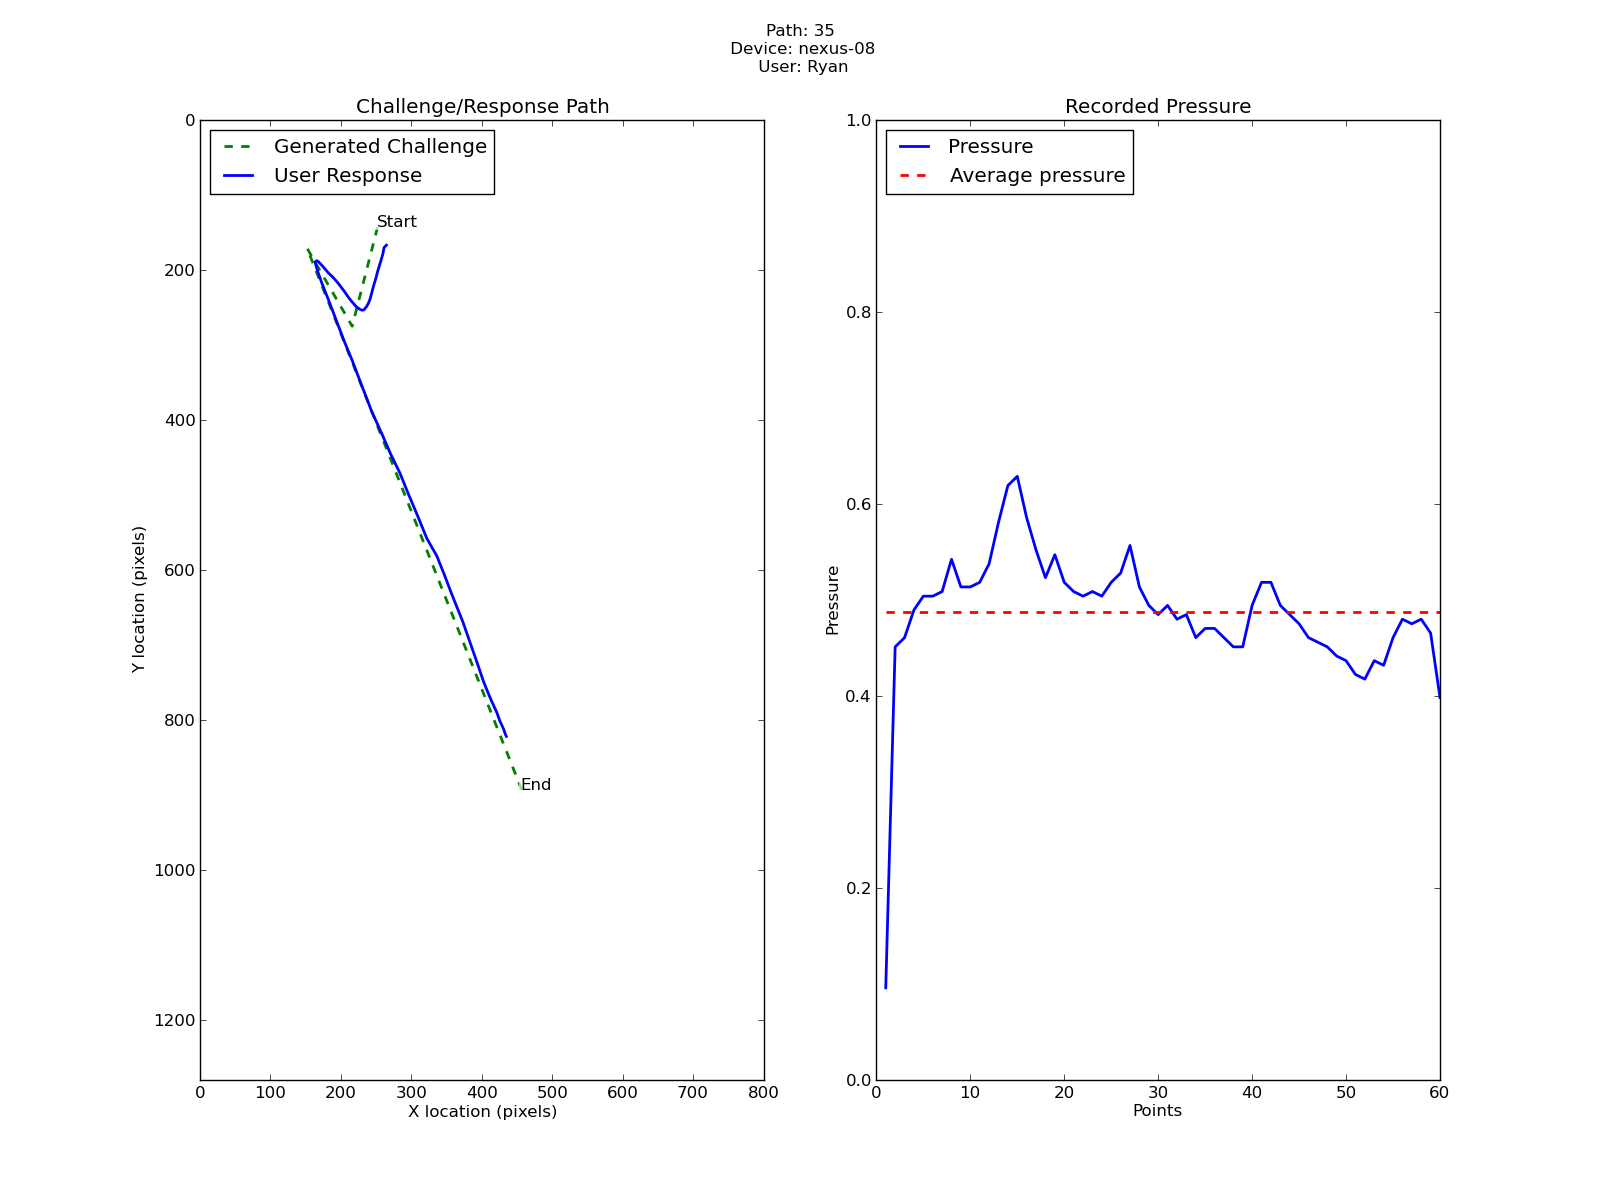 Path: 35
Device: nexus-08
User: Ryan
Challenge/Response Path
Generated Challenge
User Response
Start
End
0
200
400
600
800
1000
1200
Y location (pixels)
0 100 200 300 400 500 600 700 800
X location (pixels)
Recorded Pressure
Pressure
Average pressure
1.0
0.8
0.6
0.4
0.2
0.0
Pressure
0 10 20 30 40 50 60
Points